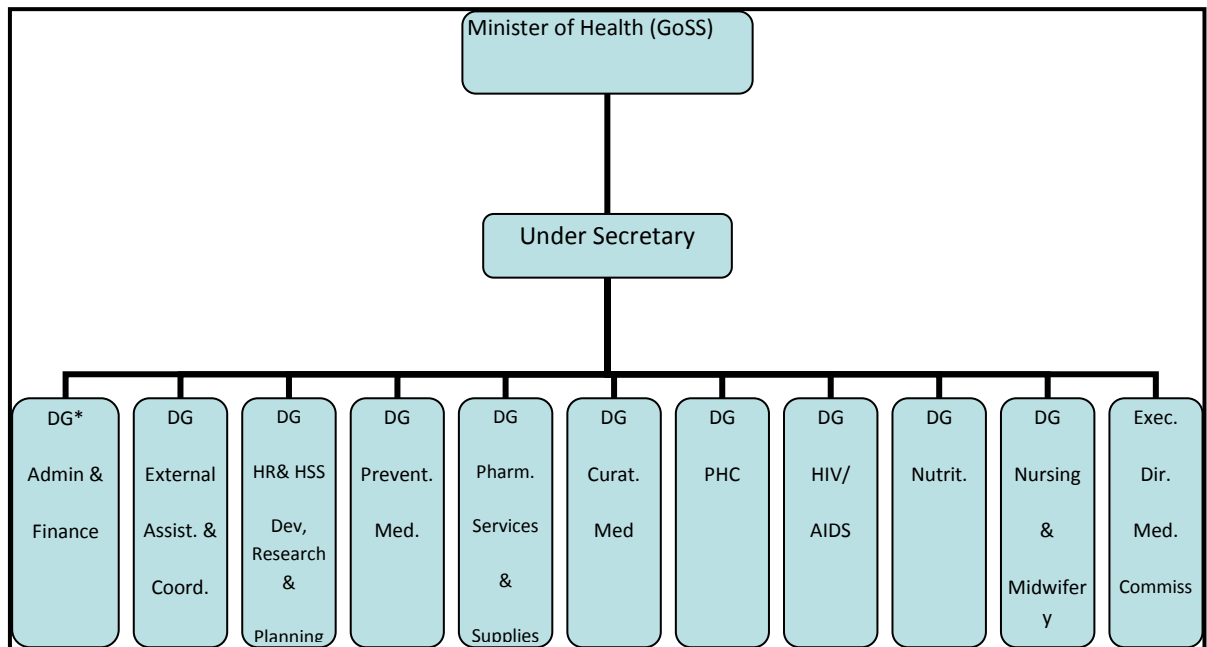 Minister of Health (GoSS)
Under Secretary
DG*
Admin &
Finance
DG
External
Assist. &
Coord.
DG
HR& HSS
Dev,
Research
&
Planning
DG
Prevent.
Med.
DG
Pharm.
Services
&
Supplies
DG
Curat.
Med
DG
PHC
DG
HIV/
AIDS
DG
Nutrit.
DG
Nursing
&
Midwifer
y
Exec.
Dir.
Med.
Commiss